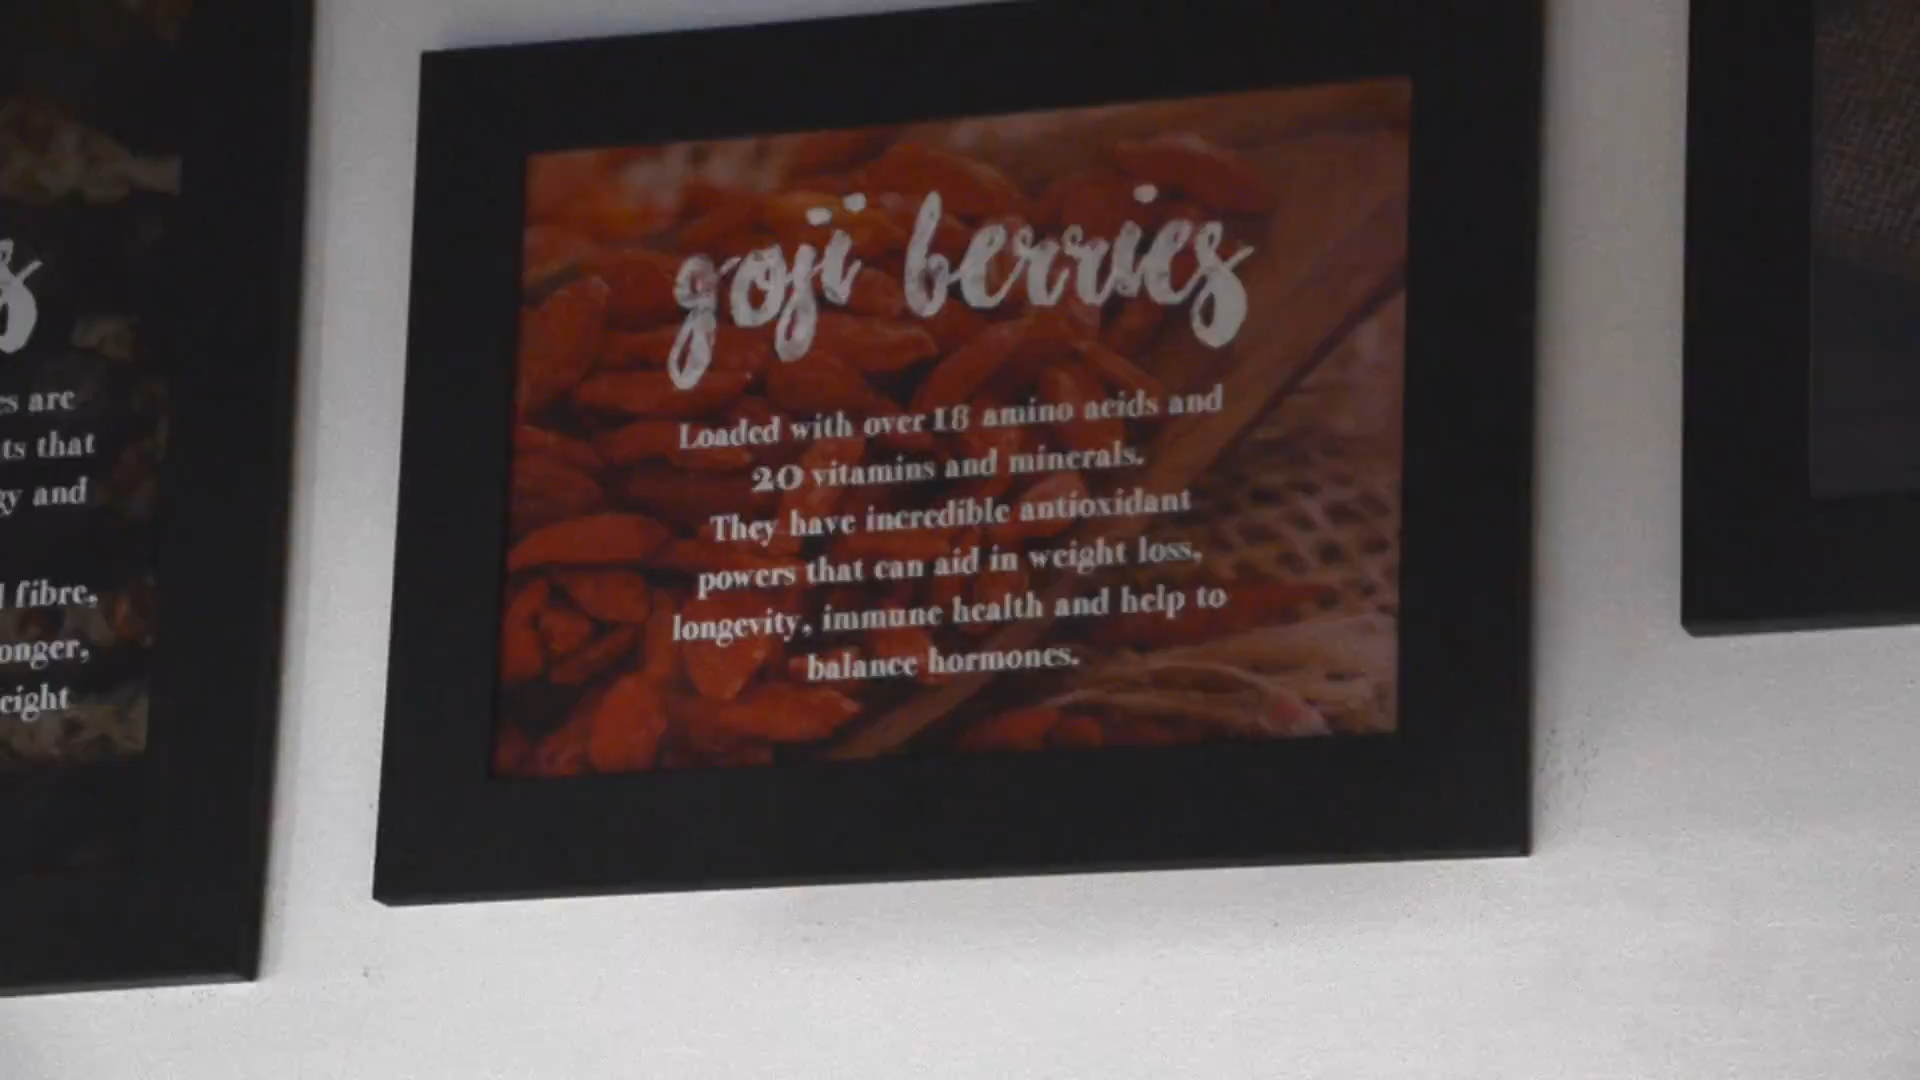 s
es are
ts that
gy and
l fibre,
onger,
eight
goji berries
Loaded with over 18 amino acids and
20 vitamins and minerals.
They have incredible antioxidant
powers that can aid in weight loss,
longevity, immune health and help to
balance hormones.